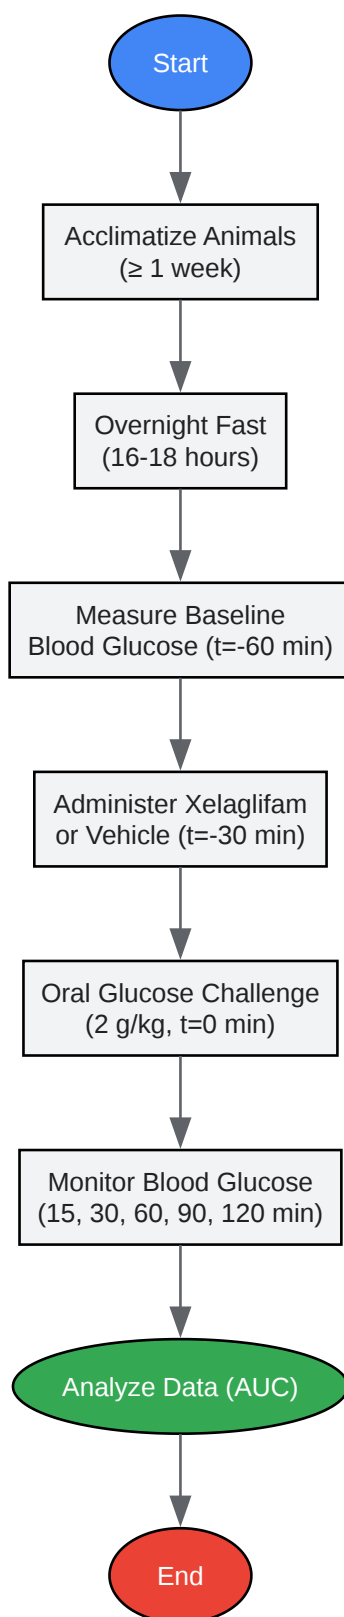 Start
Acclimatize Animals
(≥ 1 week)
Overnight Fast
(16-18 hours)
Measure Baseline
Blood Glucose (t=-60 min)
Administer Xelaglifam
or Vehicle (t=-30 min)
Oral Glucose Challenge
(2 g/kg, t=0 min)
Monitor Blood Glucose
(15, 30, 60, 90, 120 min)
Analyze Data (AUC)
End